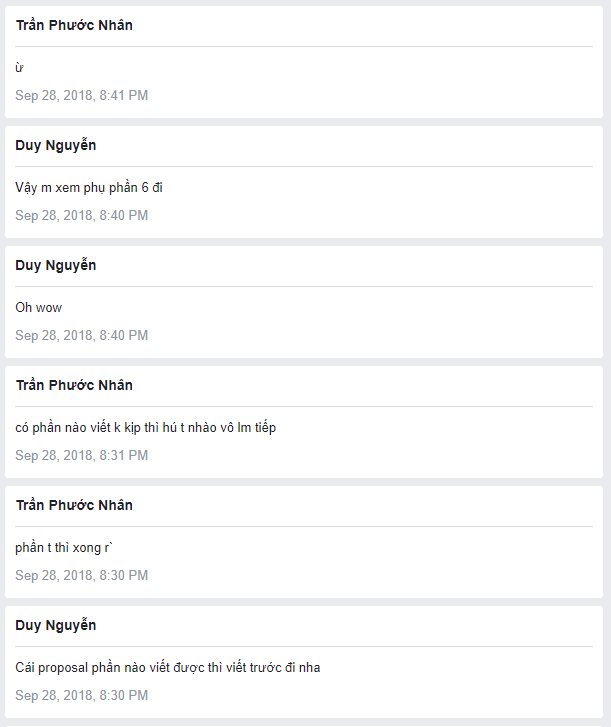 Trần Phước Nhân
ừ
Sep 28, 2018, 8:41 PM
Duy Nguyễn
Vậy m xem phụ phần 6 đi
Sep 28, 2018, 8:40 PM
Duy Nguyễn
Oh wow
Sep 28, 2018, 8:40 PM
Trần Phước Nhân
có phần nào viết k kịp thì hú t nhào vô lm tiếp
Sep 28, 2018, 8:31 PM
Trần Phước Nhân
phần t thì xong r`
Sep 28, 2018, 8:30 PM
Duy Nguyễn
Cái proposal phần nào viết được thì viết trước đi nha
Sep 28, 2018, 8:30 PM